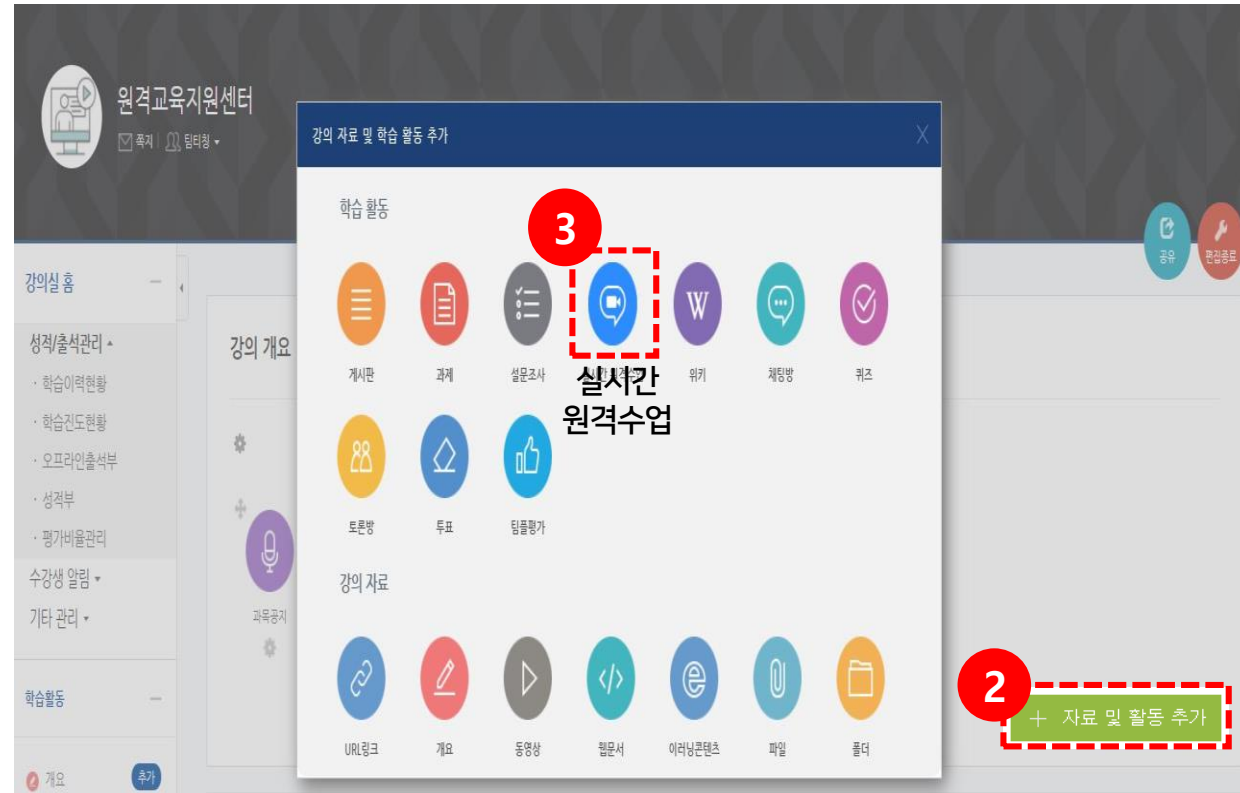 원격교육지원센터
쪽지 팀티칭
강의 자료 및 학습 활동 추가 X
학습 활동
3
공유 편집종료
강의실 홈
성적/출석관리
· 학습이력현황
· 학습진도현황
· 오프라인출석부
· 성적부
· 평가비율관리
수강생 알림
기타 관리
학습활동
개요 추가
강의 개요
과목공지
게시판 과제 설문조사 위키 채팅방 퀴즈
W
실시간
원격수업
토론방 투표 팀플평가
강의 자료
URL링크 개요 동영상 웹문서 이러닝콘텐츠 파일 폴더
2
+ 자료 및 활동 추가